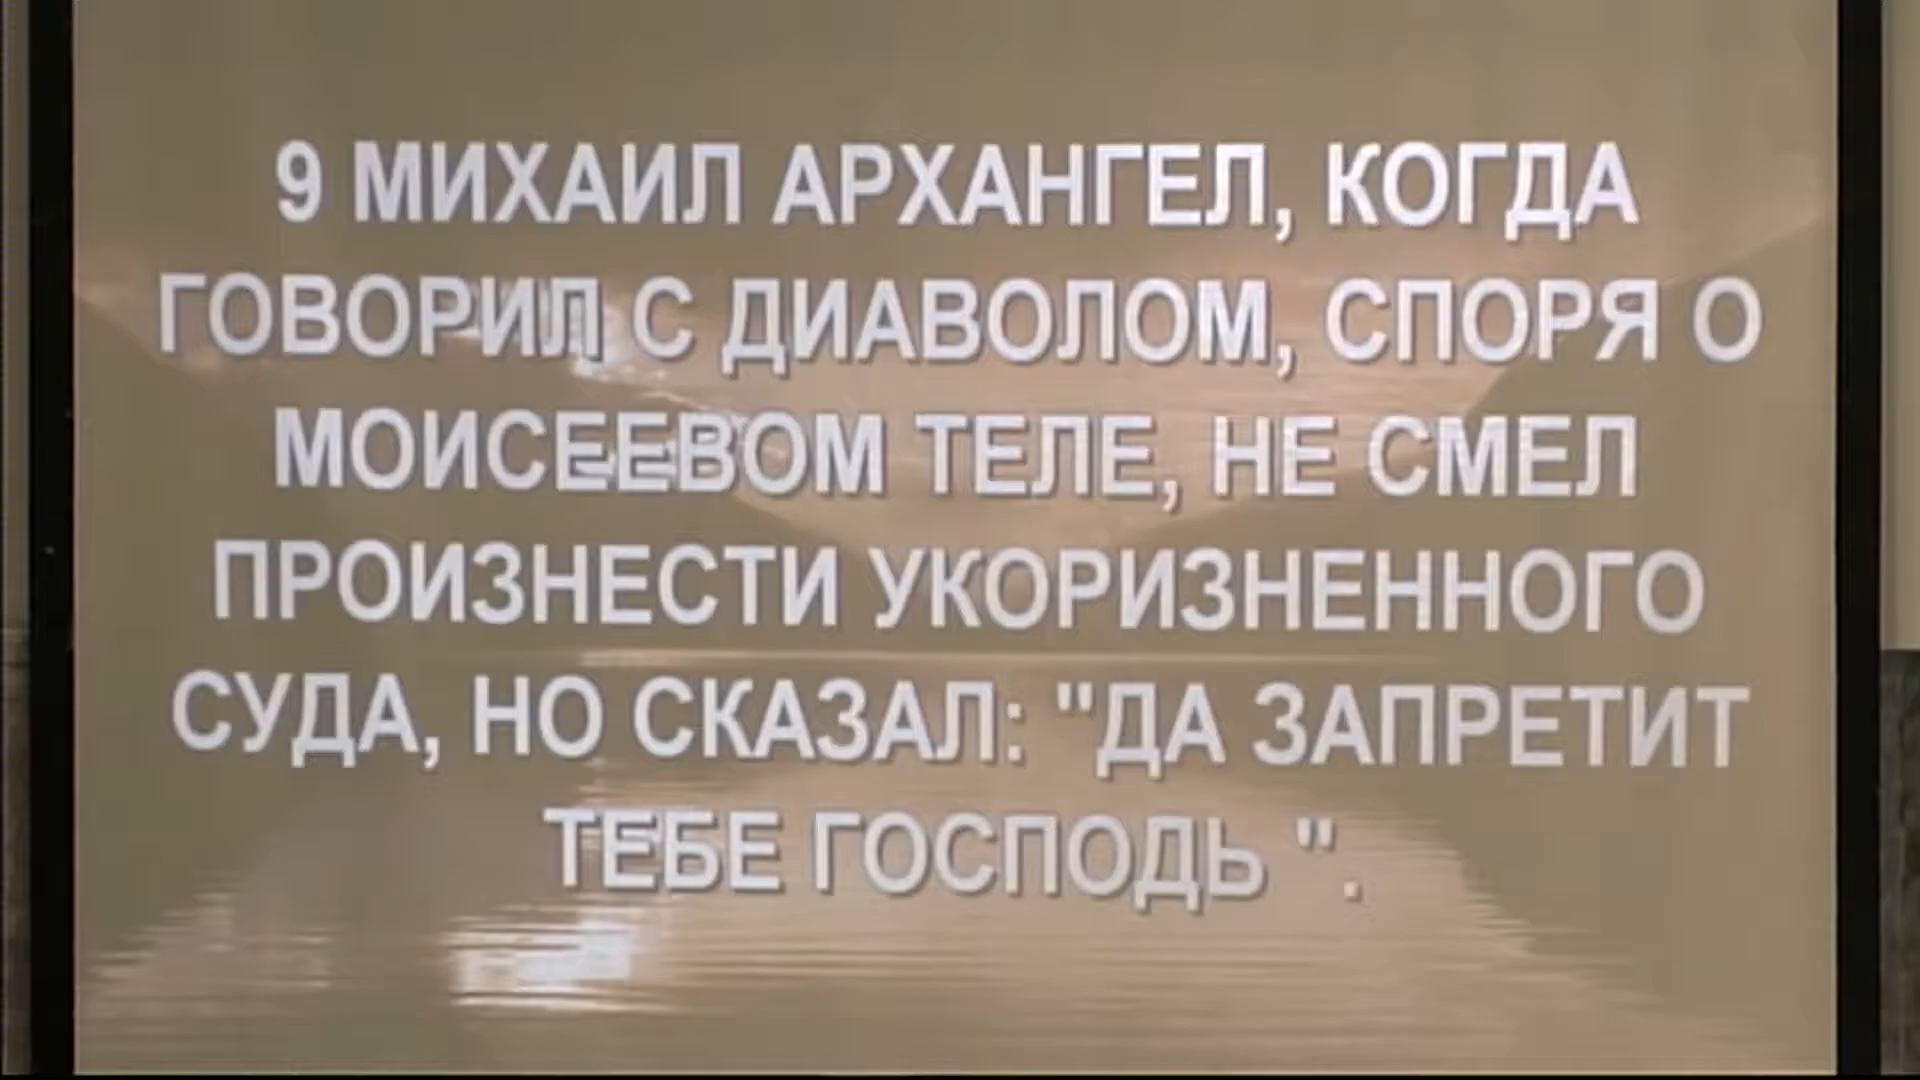 9 МИХАИЛ АРХАНГЕЛ, КОГДА
ГОВОРИЛ С ДИАВОЛОМ, СПОРЯ О
МОИСЕЕВОМ ТЕЛЕ, НЕ СМЕЛ
ПРОИЗНЕСТИ УКОРИЗНЕННОГО
СУДА, НО СКАЗАЛ: "ДА ЗАПРЕТИТ
ТЕБЕ ГОСПОДЬ ".